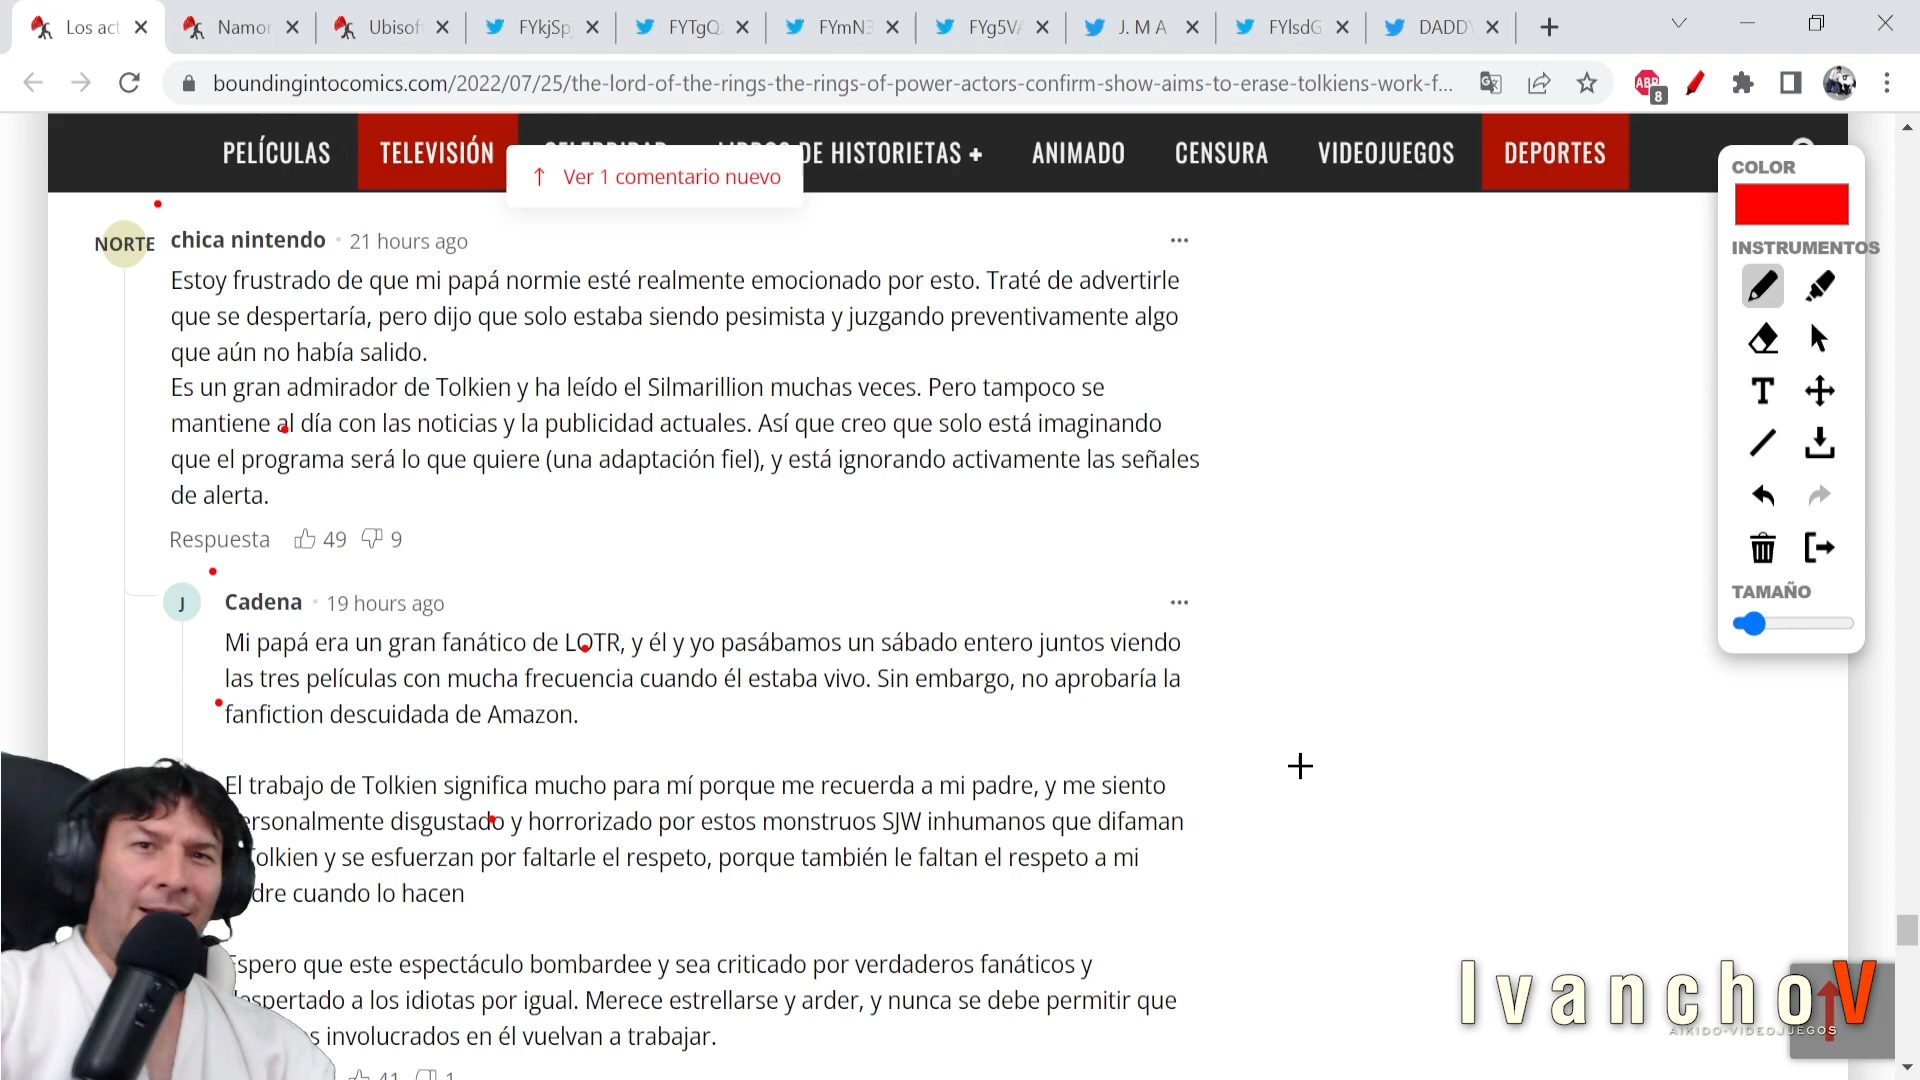 Los act
Namor
Ubisof
FYkjSp
FYTgQ
FYmN3
FYg5V
J. M A
FYlsdG
DADDY
boundingintocomics.com/2022/07/25/the-lord-of-the-rings-the-rings-of-power-actors-confirm-show-aims-to-erase-tolkiens-work-f...
ABP
8
PELÍCULAS
TELEVISIÓN
DE HISTORIETAS +
ANIMADO
CENSURA
VIDEOJUEGOS
DEPORTES
↑ Ver 1 comentario nuevo
COLOR
INSTRUMENTOS
TAMAÑO
NORTE
chica nintendo · 21 hours ago
Estoy frustrado de que mi papá normie esté realmente emocionado por esto. Traté de advertirle
que se despertaría, pero dijo que solo estaba siendo pesimista y juzgando preventivamente algo
que aún no había salido.
Es un gran admirador de Tolkien y ha leído el Silmarillion muchas veces. Pero tampoco se
mantiene al día con las noticias y la publicidad actuales. Así que creo que solo está imaginando
que el programa será lo que quiere (una adaptación fiel), y está ignorando activamente las señales
de alerta.
Respuesta 49 9
J
Cadena · 19 hours ago
Mi papá era un gran fanático de LOTR, y él y yo pasábamos un sábado entero juntos viendo
las tres películas con mucha frecuencia cuando él estaba vivo. Sin embargo, no aprobaría la
fanfiction descuidada de Amazon.
El trabajo de Tolkien significa mucho para mí porque me recuerda a mi padre, y me siento
ersonalmente disgustado y horrorizado por estos monstruos SJW inhumanos que difaman
olkien y se esfuerzan por faltarle el respeto, porque también le faltan el respeto a mi
dre cuando lo hacen
Espero que este espectáculo bombardee y sea criticado por verdaderos fanáticos y
espertado a los idiotas por igual. Merece estrellarse y arder, y nunca se debe permitir que
s involucrados en él vuelvan a trabajar.
41 1
IvanchoV
AIKIDO-VIDEOJUEGOS